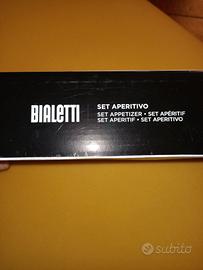 BIALETTI
SET APERITIVO
SET APPETIZER • SET APÉRITIF
SET APERITIF • SET APERITIVO
subito